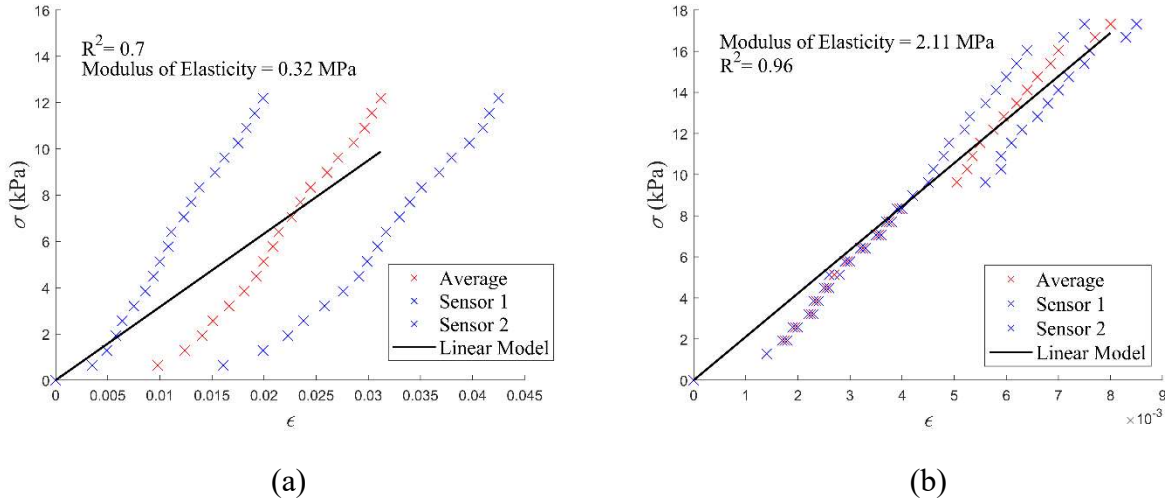 R²= 0.7
Modulus of Elasticity = 0.32 MPa
16
14
12
10
8
6
4
2
0
σ (kPa)
0 0.005 0.01 0.015 0.02 0.025 0.03 0.035 0.04 0.045
ϵ
Average
Sensor 1
Sensor 2
Linear Model
(a)
Modulus of Elasticity = 2.11 MPa
R²= 0.96
18
16
14
12
10
8
6
4
2
0
σ (kPa)
0 1 2 3 4 5 6 7 8 9
×10⁻³
ϵ
Average
Sensor 1
Sensor 2
Linear Model
(b)